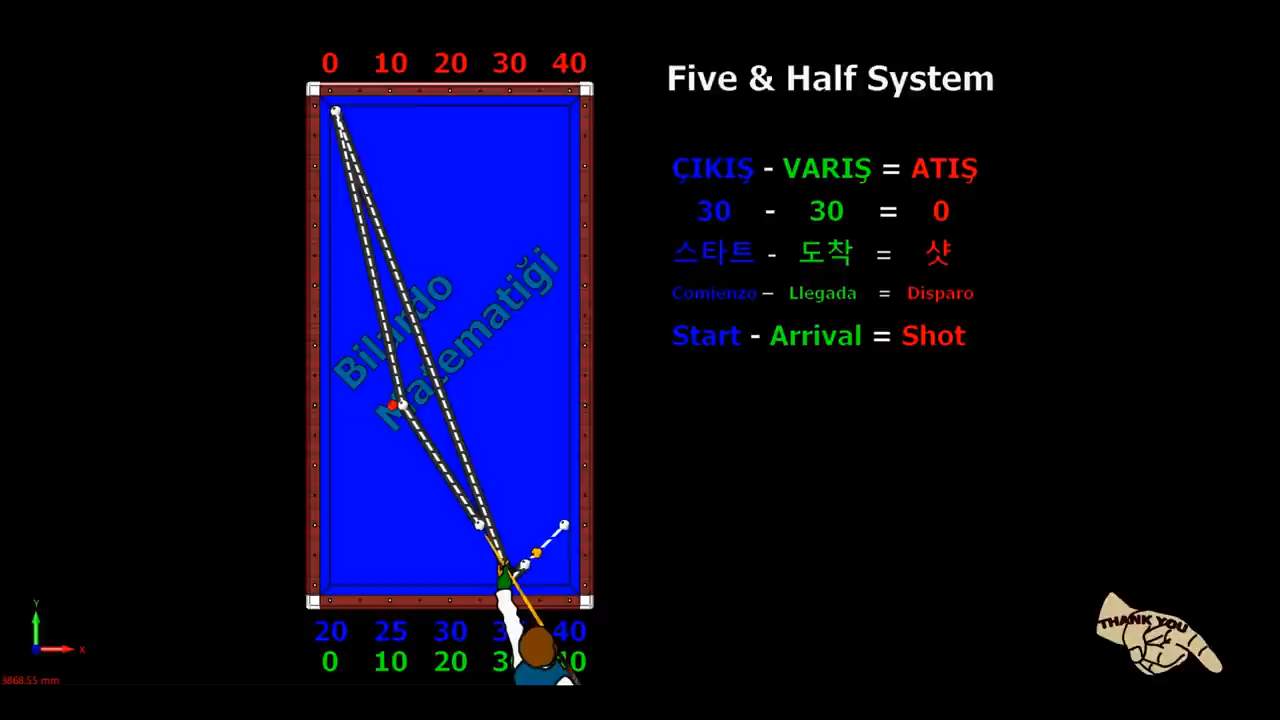 0 10 20 30 40
Five & Half System
ÇIKIŞ - VARIŞ = ATIŞ
30 - 30 = 0
스타트 - 도착 = 샷
Comienzo – Llegada = Disparo
Start - Arrival = Shot
Bilardo
Matematiği
THANK YOU
Y
X
20 25 30 40
0 10 20
3868.55 mm